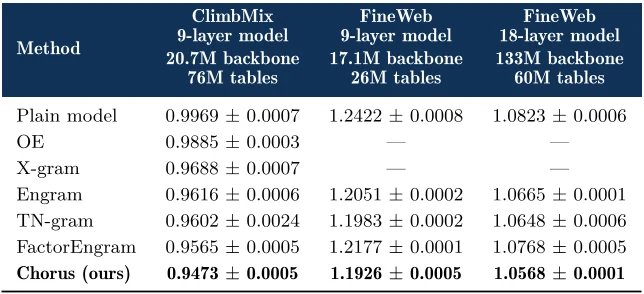 Method ClimbMix 9-layer model 20.7M backbone 76M tables FineWeb 9-layer model 17.1M backbone 26M tables FineWeb 18-layer model 133M backbone 60M tables
Plain model 0.9969 ± 0.0007 1.2422 ± 0.0008 1.0823 ± 0.0006
OE 0.9885 ± 0.0003 — —
X-gram 0.9688 ± 0.0007 — —
Engram 0.9616 ± 0.0006 1.2051 ± 0.0002 1.0665 ± 0.0001
TN-gram 0.9602 ± 0.0024 1.1983 ± 0.0002 1.0648 ± 0.0006
FactorEngram 0.9565 ± 0.0005 1.2177 ± 0.0001 1.0768 ± 0.0005
Chorus (ours) 0.9473 ± 0.0005 1.1926 ± 0.0005 1.0568 ± 0.0001